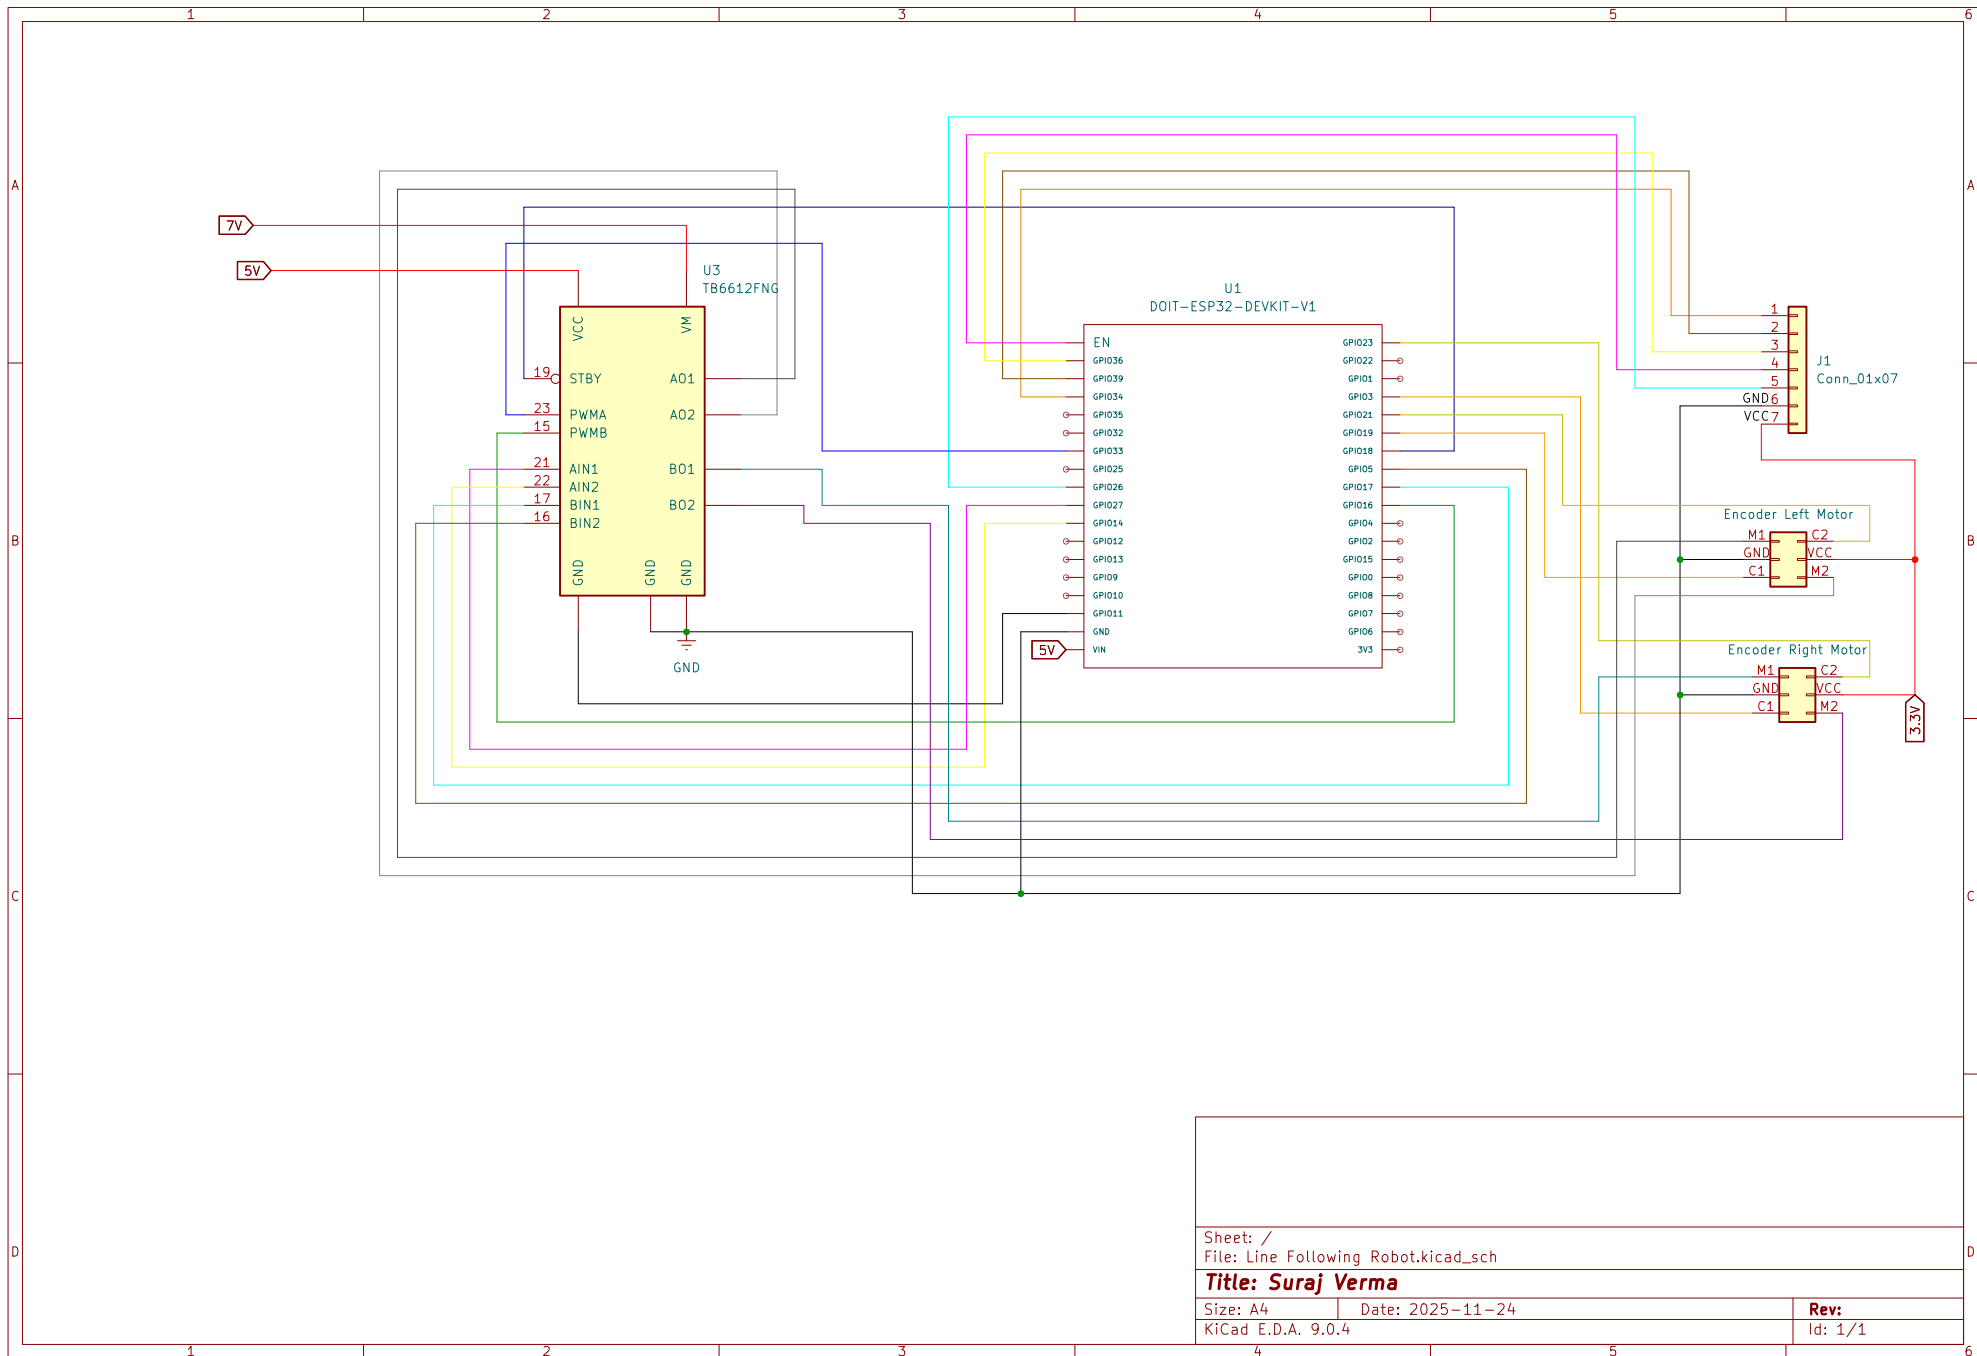 1 2 3 4 5 6
A A
7V
5V
U3
TB6612FNG
VCC VM
19 STBY AO1
23 PWMA AO2
15 PWMB
21 AIN1 BO1
22 AIN2
17 BIN1 BO2
16 BIN2
GND GND GND
GND
U1
DOIT-ESP32-DEVKIT-V1
EN GPIO23
GPIO36 GPIO22
GPIO39 GPIO1
GPIO34 GPIO3
GPIO35 GPIO21
GPIO32 GPIO19
GPIO33 GPIO18
GPIO25 GPIO5
GPIO26 GPIO17
GPIO27 GPIO16
GPIO14 GPIO4
GPIO12 GPIO2
GPIO13 GPIO15
GPIO9 GPIO0
GPIO10 GPIO8
GPIO11 GPIO7
GND GPIO6
5V VIN 3V3
1
2
3
4
5
GND 6
VCC 7
J1
Conn_01x07
B B
Encoder Left Motor
M1 C2
GND VCC
C1 M2
Encoder Right Motor
M1 C2
GND VCC
C1 M2
3.3V
C C
D D
Sheet: /
File: Line Following Robot.kicad_sch
Title: Suraj Verma
Size: A4 Date: 2025-11-24 Rev:
KiCad E.D.A. 9.0.4 Id: 1/1
1 2 3 4 5 6